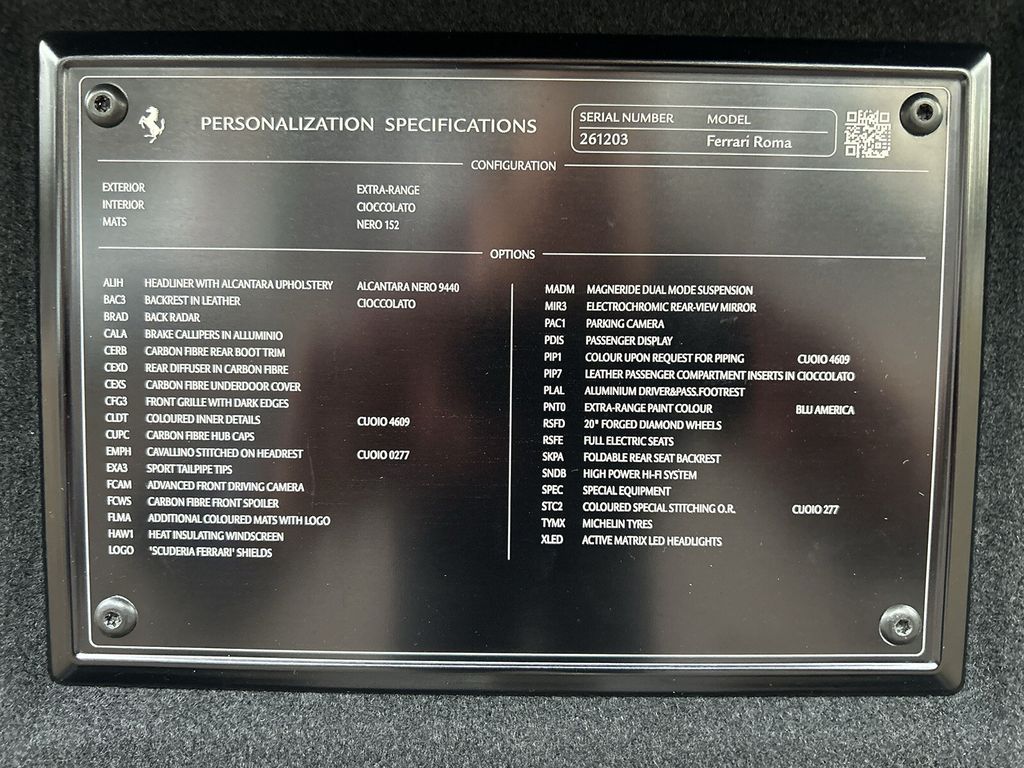 PERSONALIZATION SPECIFICATIONS
SERIAL NUMBER MODEL
261203 Ferrari Roma
CONFIGURATION
EXTERIOR EXTRA-RANGE
INTERIOR CIOCCOLATO
MATS NERO 152
OPTIONS
ALIH HEADLINER WITH ALCANTARA UPHOLSTERY ALCANTARA NERO 9440
BAC3 BACKREST IN LEATHER CIOCCOLATO
BRAD BACK RADAR
CALA BRAKE CALLIPERS IN ALLUMINIO
CERB CARBON FIBRE REAR BOOT TRIM
CEXD REAR DIFFUSER IN CARBON FIBRE
CEXS CARBON FIBRE UNDERDOOR COVER
CFG3 FRONT GRILLE WITH DARK EDGES
CLDT COLOURED INNER DETAILS CUOIO 4609
CUPC CARBON FIBRE HUB CAPS
EMPH CAVALLINO STITCHED ON HEADREST CUOIO 0277
EXA3 SPORT TAILPIPE TIPS
FCAM ADVANCED FRONT DRIVING CAMERA
FCWS CARBON FIBRE FRONT SPOILER
FLMA ADDITIONAL COLOURED MATS WITH LOGO
HAW1 HEAT INSULATING WINDSCREEN
LOGO "SCUDERIA FERRARI" SHIELDS
MADM MAGNERIDE DUAL MODE SUSPENSION
MIR3 ELECTROCHROMIC REAR-VIEW MIRROR
PAC1 PARKING CAMERA
PDIS PASSENGER DISPLAY
PIP1 COLOUR UPON REQUEST FOR PIPING CUOIO 4609
PIP7 LEATHER PASSENGER COMPARTMENT INSERTS IN CIOCCOLATO
PLAL ALUMINIUM DRIVER&PASS.FOOTREST
PNT0 EXTRA-RANGE PAINT COLOUR BLU AMERICA
RSFD 20" FORGED DIAMOND WHEELS
RSFE FULL ELECTRIC SEATS
SKPA FOLDABLE REAR SEAT BACKREST
SNDB HIGH POWER HI-FI SYSTEM
SPEC SPECIAL EQUIPMENT
STC2 COLOURED SPECIAL STITCHING O.R. CUOIO 277
TYMX MICHELIN TYRES
XLED ACTIVE MATRIX LED HEADLIGHTS